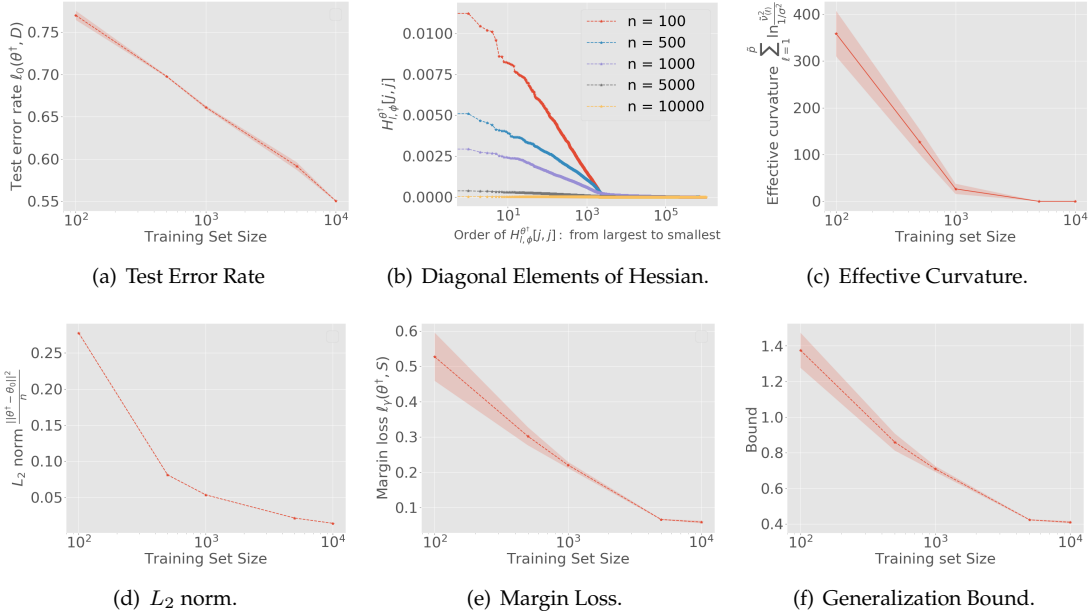 Test error rate ℓ₀(θ†, D)
0.75
0.70
0.65
0.60
0.55
10² 10³ 10⁴
Training Set Size
(a) Test Error Rate
H^{θ†}_{l,ϕ}[j, j]
0.0100
0.0075
0.0050
0.0025
0.0000
n = 100
n = 500
n = 1000
n = 5000
n = 10000
10¹ 10³ 10⁵
Order of H^{θ†}_{l,ϕ}[j, j]: from largest to smallest
(b) Diagonal Elements of Hessian.
Effective curvature
400
300
200
100
0
10² 10³ 10⁴
Training set Size
(c) Effective Curvature.
L₂ norm ||θ† − θ₀||²/n
0.25
0.20
0.15
0.10
0.05
10² 10³ 10⁴
Training Set Size
(d) L₂ norm.
Margin loss ℓ_γ(θ†, S)
0.6
0.5
0.4
0.3
0.2
0.1
10² 10³ 10⁴
Training Set Size
(e) Margin Loss.
Bound
1.4
1.2
1.0
0.8
0.6
0.4
10² 10³ 10⁴
Training set Size
(f) Generalization Bound.